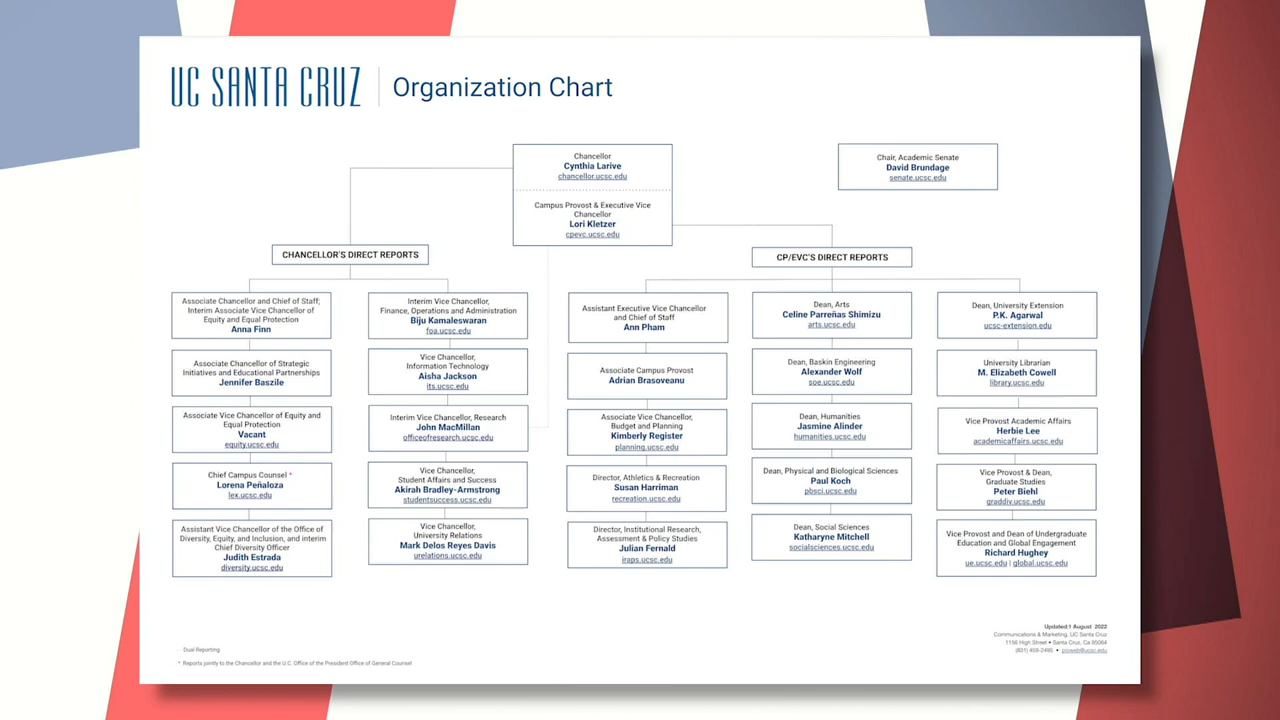 UC SANTA CRUZ
Organization Chart
Chancellor
Cynthia Larive
chancellor.ucsc.edu
Campus Provost & Executive Vice
Chancellor
Lori Kletzer
cpevc.ucsc.edu
Chair, Academic Senate
David Brundage
senate.ucsc.edu
CHANCELLOR'S DIRECT REPORTS
CP/EVC'S DIRECT REPORTS
Associate Chancellor and Chief of Staff;
Interim Associate Vice Chancellor of
Equity and Equal Protection
Anna Finn
Associate Chancellor of Strategic
Initiatives and Educational Partnerships
Jennifer Baszile
Associate Vice Chancellor of Equity and
Equal Protection
Vacant
equity.ucsc.edu
Chief Campus Counsel *
Lorena Peñaloza
lex.ucsc.edu
Assistant Vice Chancellor of the Office of
Diversity, Equity, and Inclusion, and interim
Chief Diversity Officer
Judith Estrada
diversity.ucsc.edu
Interim Vice Chancellor,
Finance, Operations and Administration
Biju Kamaleswaran
fpa.ucsc.edu
Vice Chancellor,
Information Technology
Aisha Jackson
its.ucsc.edu
Interim Vice Chancellor, Research
John MacMillan
officeofresearch.ucsc.edu
Vice Chancellor,
Student Affairs and Success
Akirah Bradley-Armstrong
studentsuccess.ucsc.edu
Vice Chancellor,
University Relations
Mark Delos Reyes Davis
urelations.ucsc.edu
Assistant Executive Vice Chancellor
and Chief of Staff
Ann Pham
Associate Campus Provost
Adrian Brasoveanu
Associate Vice Chancellor,
Budget and Planning
Kimberly Register
planning.ucsc.edu
Director, Athletics & Recreation
Susan Harriman
recreation.ucsc.edu
Director, Institutional Research,
Assessment & Policy Studies
Julian Fernald
iraps.ucsc.edu
Dean, Arts
Celine Parreñas Shimizu
arts.ucsc.edu
Dean, Baskin Engineering
Alexander Wolf
soe.ucsc.edu
Dean, Humanities
Jasmine Alinder
humanities.ucsc.edu
Dean, Physical and Biological Sciences
Paul Koch
pbsci.ucsc.edu
Dean, Social Sciences
Katharyne Mitchell
socialsciences.ucsc.edu
Dean, University Extension
P.K. Agarwal
ucsc-extension.edu
University Librarian
M. Elizabeth Cowell
library.ucsc.edu
Vice Provost Academic Affairs
Herbie Lee
academicaffairs.ucsc.edu
Vice Provost & Dean,
Graduate Studies
Peter Biehl
graddiv.ucsc.edu
Vice Provost and Dean of Undergraduate
Education and Global Engagement
Richard Hughey
ue.ucsc.edu | global.ucsc.edu
Updated:1 August 2022
Communications & Marketing, UC Santa Cruz
1156 High Street • Santa Cruz, Ca 95064
(831) 459-2495 • proweb@ucsc.edu
Dual Reporting
* Reports jointly to the Chancellor and the U.C. Office of the President Office of General Counsel